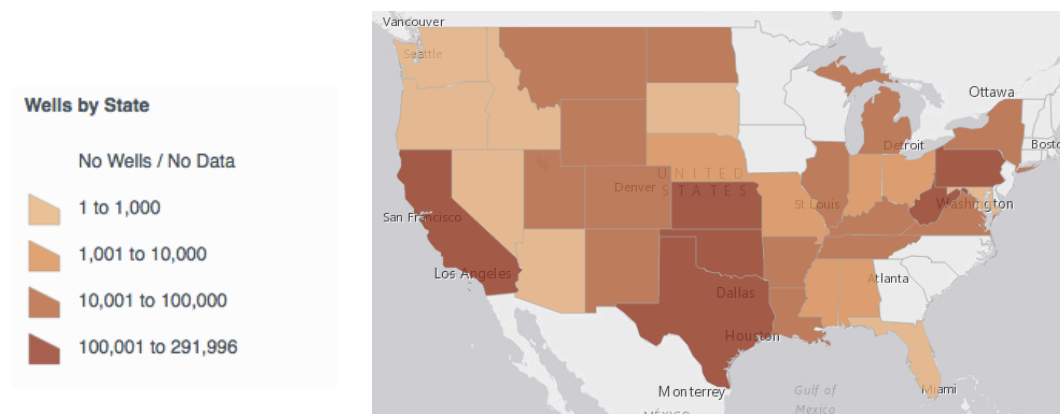 Wells by State
No Wells / No Data
1 to 1,000
1,001 to 10,000
10,001 to 100,000
100,001 to 291,996
Vancouver
Seattle
Ottawa
Detroit
Bosto
UNITED
Denver
STATES
St Louis
Washington
San Francisco
Los Angeles
Atlanta
Dallas
Houston
Monterrey
Gulf of
Mexico
Miami
MÉXICO